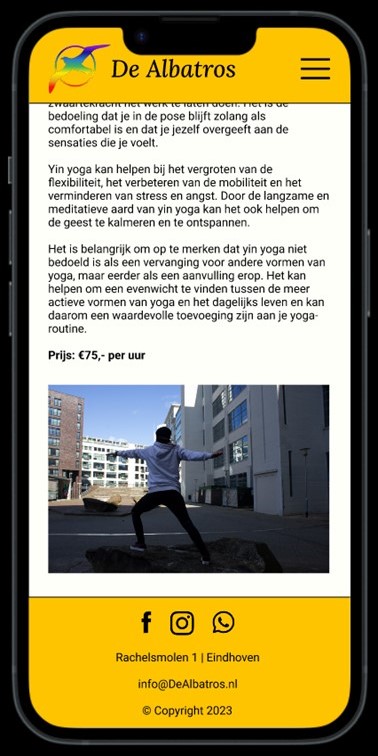 De Albatros
zwaartekracht het werk te laten doen. Het is de
bedoeling dat je in de pose blijft zolang als
comfortabel is en dat je jezelf overgeeft aan de
sensaties die je voelt.
Yin yoga kan helpen bij het vergroten van de
flexibiliteit, het verbeteren van de mobiliteit en het
verminderen van stress en angst. Door de langzame en
meditatieve aard van yin yoga kan het ook helpen om
de geest te kalmeren en te ontspannen.
Het is belangrijk om op te merken dat yin yoga niet
bedoeld is als een vervanging voor andere vormen van
yoga, maar eerder als een aanvulling erop. Het kan
helpen om een evenwicht te vinden tussen de meer
actieve vormen van yoga en het dagelijks leven en kan
daarom een waardevolle toevoeging zijn aan je yoga-
routine.
Prijs: €75,- per uur
Rachelsmolen 1 | Eindhoven
info@DeAlbatros.nl
© Copyright 2023